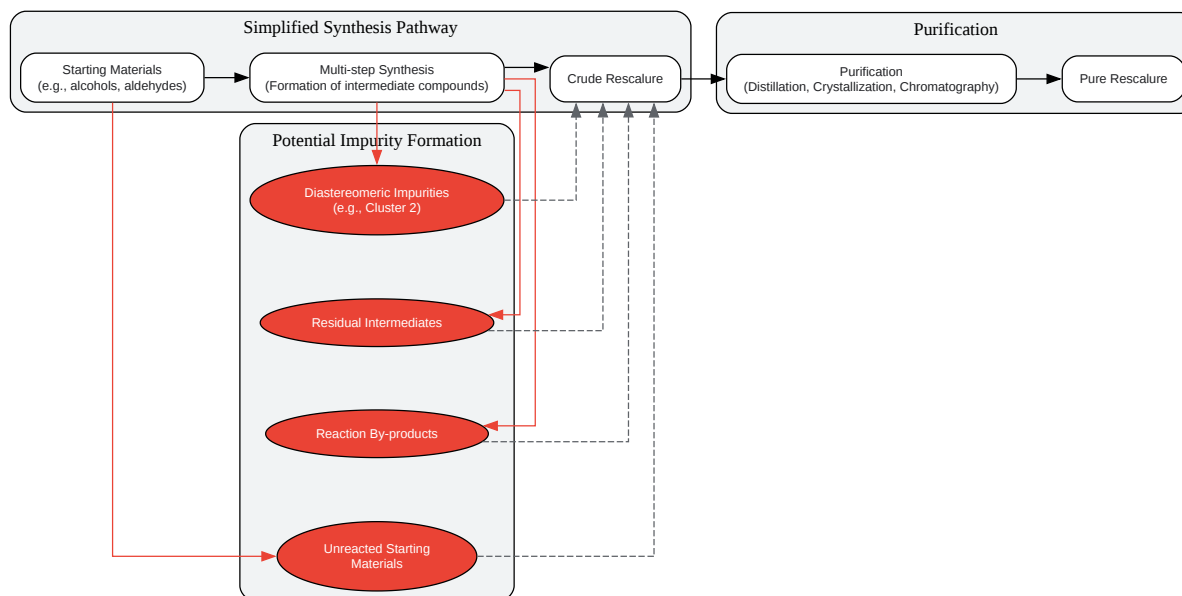 Simplified Synthesis Pathway
Starting Materials
(e.g., alcohols, aldehydes)
Multi-step Synthesis
(Formation of intermediate compounds)
Crude Rescalure
Purification
Purification
(Distillation, Crystallization, Chromatography)
Pure Rescalure
Potential Impurity Formation
Diastereomeric Impurities
(e.g., Cluster 2)
Residual Intermediates
Reaction By-products
Unreacted Starting
Materials